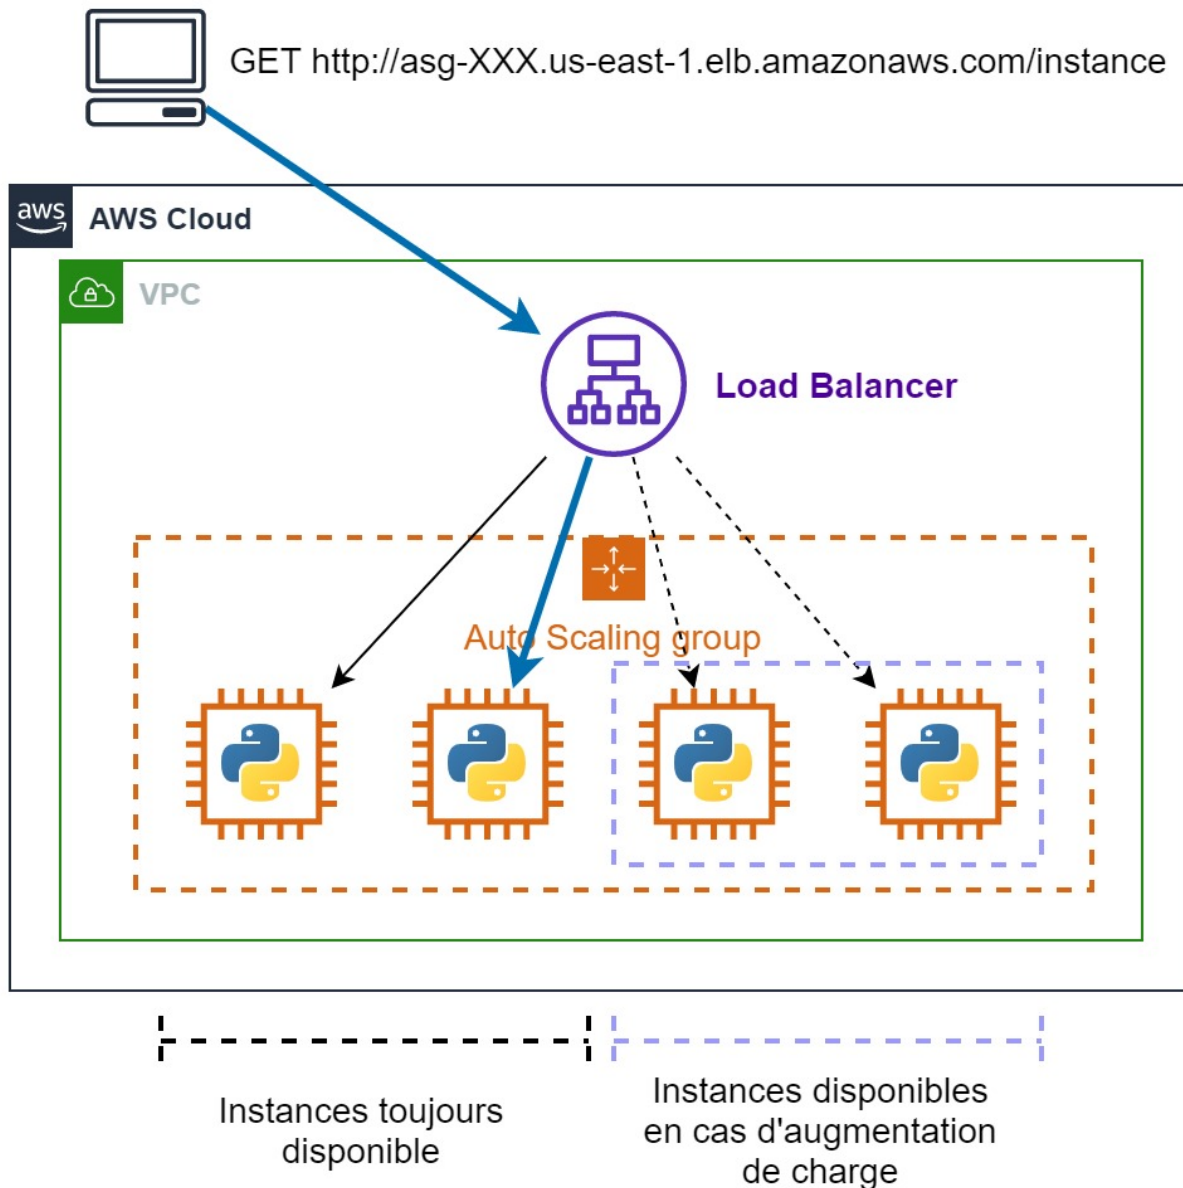 GET http://asg-XXX.us-east-1.elb.amazonaws.com/instance
aws
AWS Cloud
VPC
Load Balancer
Auto Scaling group
Instances toujours
disponible
Instances disponibles
en cas d'augmentation
de charge